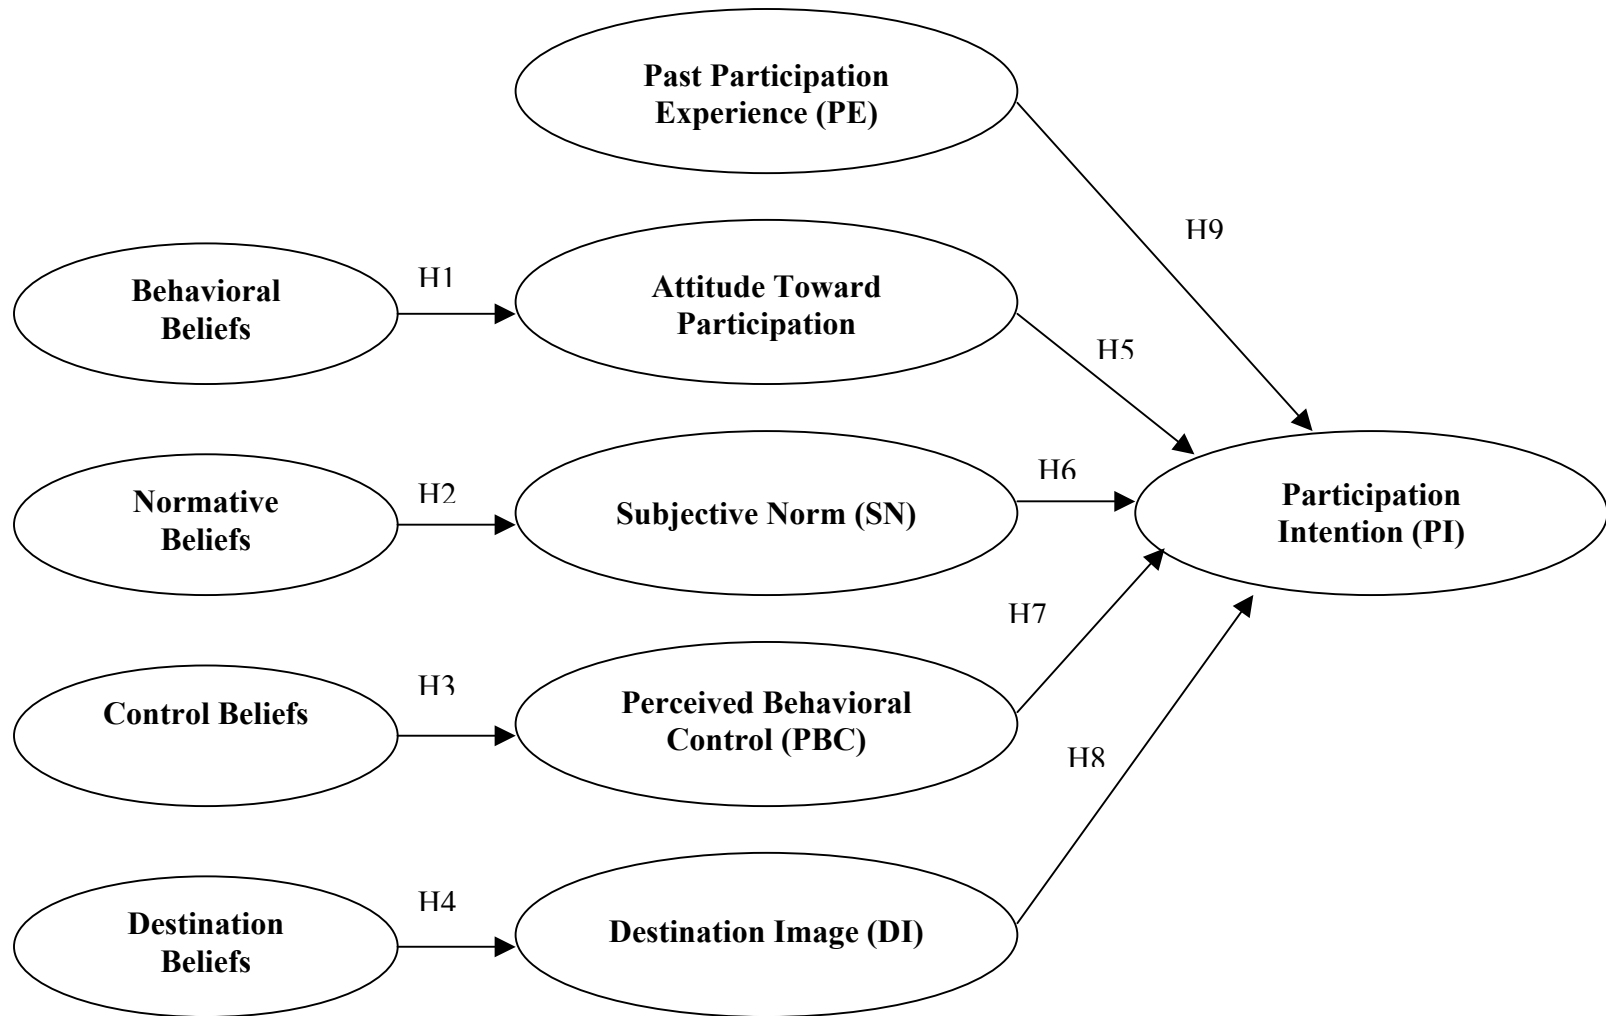 Past Participation
Experience (PE)
H9
Behavioral
Beliefs
H1
Attitude Toward
Participation
H5
Normative
Beliefs
H2
Subjective Norm (SN)
H6
Participation
Intention (PI)
Control Beliefs
H3
Perceived Behavioral
Control (PBC)
H7
H8
Destination
Beliefs
H4
Destination Image (DI)